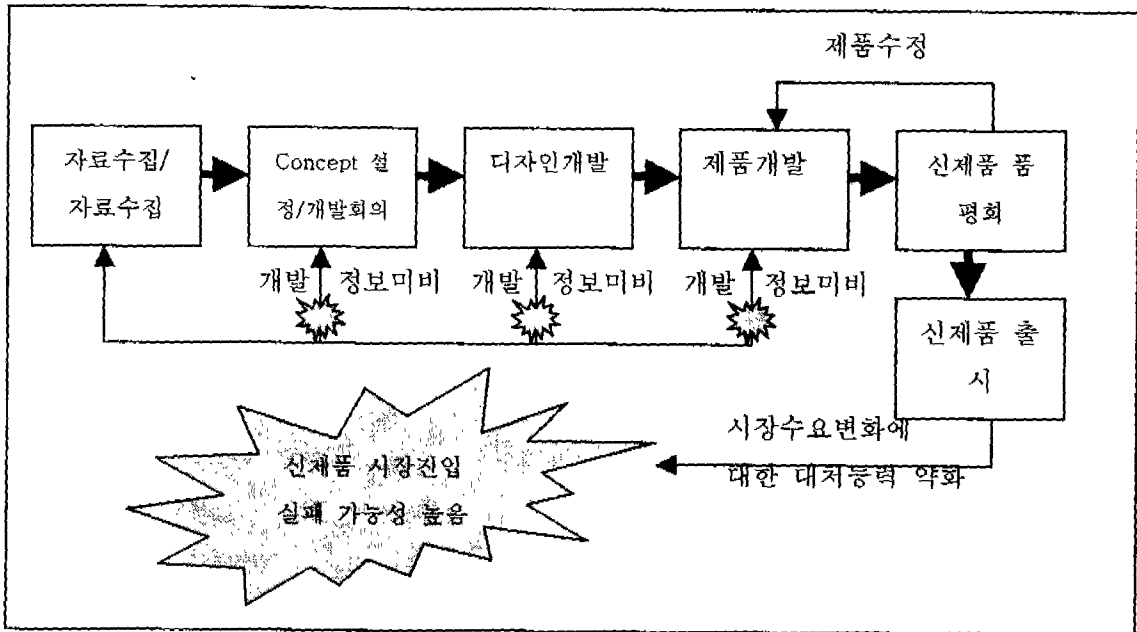 제품수정
자료수집/
자료수집
Concept 설
정/개발회의
디자인개발
제품개발
신제품 품
평회
개발 정보미비
개발 정보미비
개발 정보미비
신제품 출
시
시장수요변화에
대한 대처능력 약화
신제품 시장진입
실패 가능성 높음